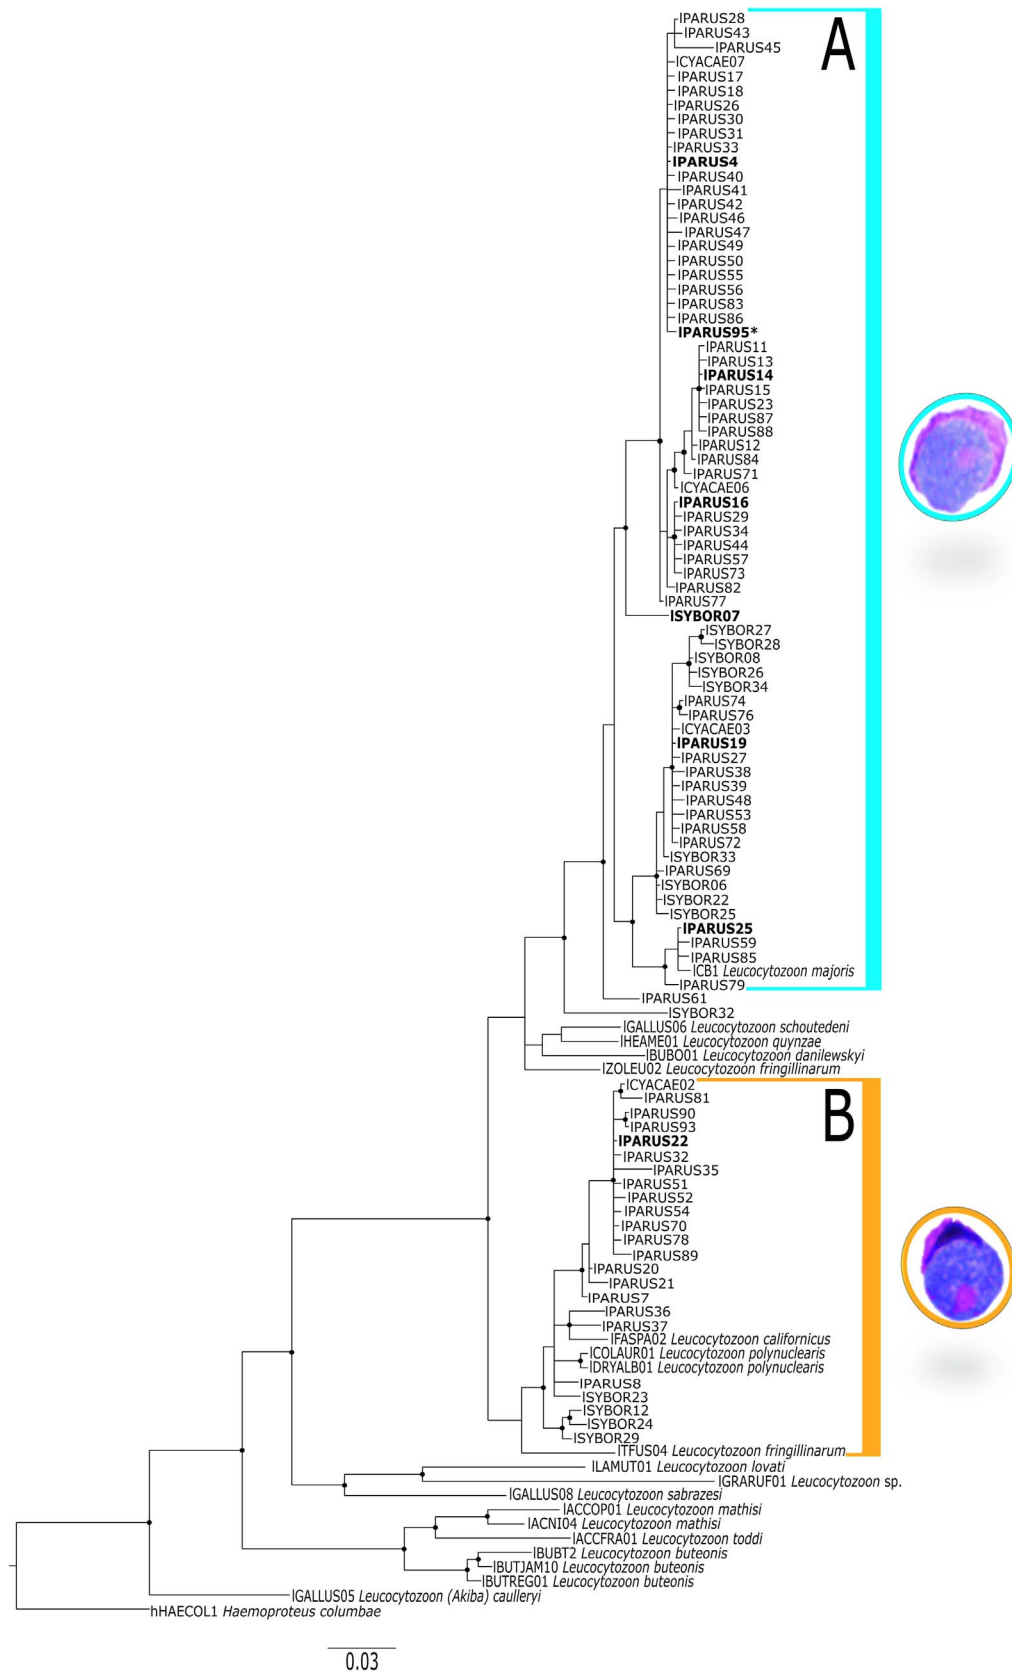 lPARUS28
A
lPARUS43
lPARUS45
lCYACAE07
lPARUS17
lPARUS18
lPARUS26
lPARUS30
lPARUS31
lPARUS33
lPARUS4
lPARUS40
lPARUS41
lPARUS42
lPARUS46
lPARUS47
lPARUS49
lPARUS50
lPARUS55
lPARUS56
lPARUS83
lPARUS86
lPARUS95*
lPARUS11
lPARUS13
lPARUS14
lPARUS15
lPARUS23
lPARUS87
lPARUS88
lPARUS12
lPARUS84
lPARUS71
lCYACAE06
lPARUS16
lPARUS29
lPARUS34
lPARUS44
lPARUS57
lPARUS73
lPARUS82
lPARUS77
lSYBOR07
lSYBOR27
lSYBOR28
lSYBOR08
lSYBOR26
lSYBOR34
lPARUS74
lPARUS76
lCYACAE03
lPARUS19
lPARUS27
lPARUS38
lPARUS39
lPARUS48
lPARUS53
lPARUS58
lPARUS72
lSYBOR33
lPARUS69
lSYBOR06
lSYBOR22
lSYBOR25
lPARUS25
lPARUS59
lPARUS85
lCB1 Leucocytozoon majoris
lPARUS79
lPARUS61
lSYBOR32
lGALLUS06 Leucocytozoon schoutedeni
lHEAME01 Leucocytozoon quynzae
lBUBO01 Leucocytozoon danilewskyi
lZOLEU02 Leucocytozoon fringillinarum
lCYACAE02
B
lPARUS81
lPARUS90
lPARUS93
lPARUS22
lPARUS32
lPARUS35
lPARUS51
lPARUS52
lPARUS54
lPARUS70
lPARUS78
lPARUS89
lPARUS20
lPARUS21
lPARUS7
lPARUS36
lPARUS37
lFASPA02 Leucocytozoon californicus
lCOLAUR01 Leucocytozoon polynuclearis
lDRYALB01 Leucocytozoon polynuclearis
lPARUS8
lSYBOR23
lSYBOR12
lSYBOR24
lSYBOR29
lTFUS04 Leucocytozoon fringillinarum
lLAMUT01 Leucocytozoon lovati
lGRARUF01 Leucocytozoon sp.
lGALLUS08 Leucocytozoon sabrazesi
lACCOP01 Leucocytozoon mathisi
lACNI04 Leucocytozoon mathisi
lACCFRA01 Leucocytozoon toddi
lBUBT2 Leucocytozoon buteonis
lBUTJAM10 Leucocytozoon buteonis
lBUTREG01 Leucocytozoon buteonis
lGALLUS05 Leucocytozoon (Akiba) caulleryi
hHAECOL1 Haemoproteus columbae
0.03